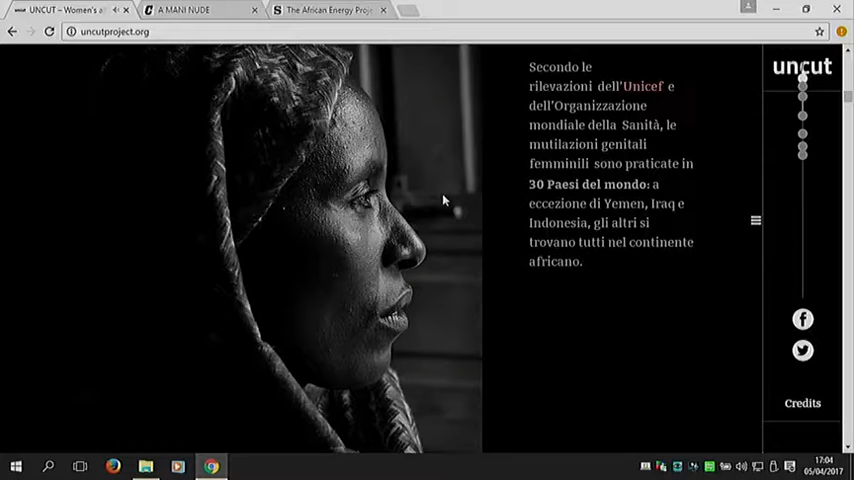 UNCUT – Women's a
A MANI NUDE
The African Energy Proje
uncutproject.org
Secondo le
rilevazioni dell'Unicef e
dell'Organizzazione
mondiale della Sanità, le
mutilazioni genitali
femminili sono praticate in
30 Paesi del mondo: a
eccezione di Yemen, Iraq e
Indonesia, gli altri si
trovano tutti nel continente
africano.
uncut
Credits
17:04
05/04/2017